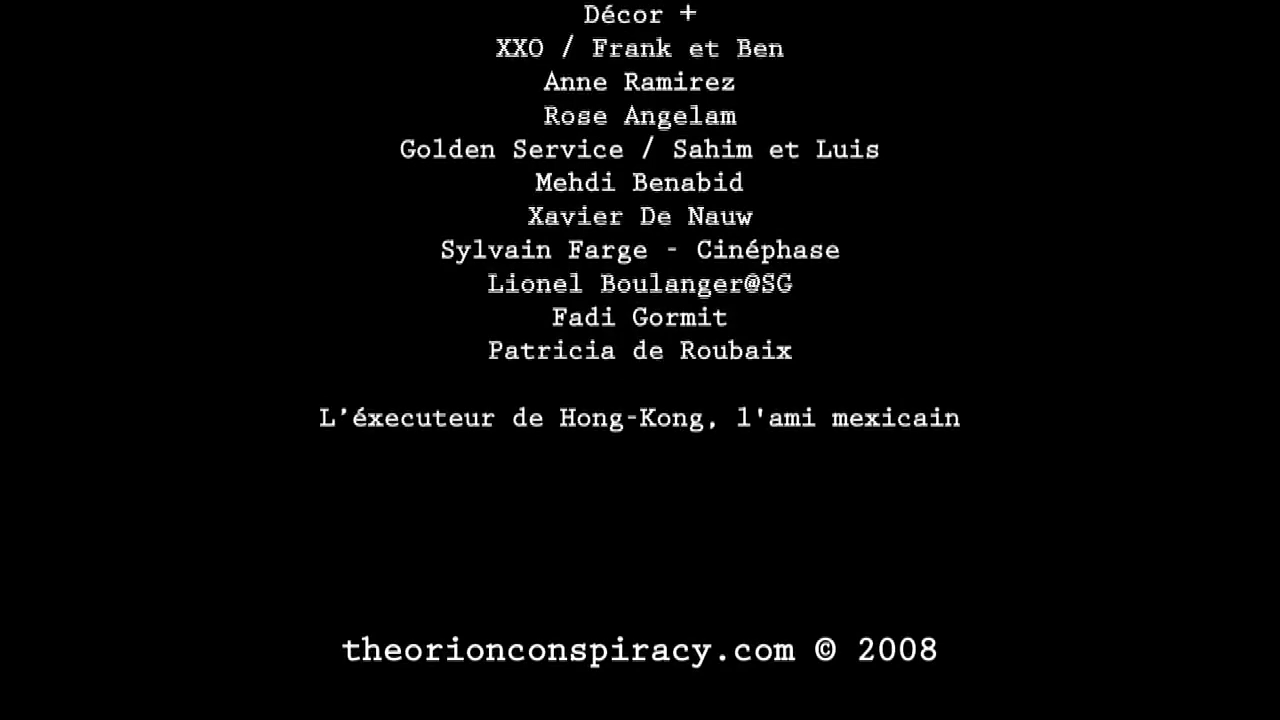 Décor +
XXO / Frank et Ben
Anne Ramirez
Rose Angelam
Golden Service / Sahim et Luis
Mehdi Benabid
Xavier De Nauw
Sylvain Farge - Cinéphase
Lionel Boulanger@SG
Fadi Gormit
Patricia de Roubaix
L’éxecuteur de Hong-Kong, l'ami mexicain
theorionconspiracy.com © 2008